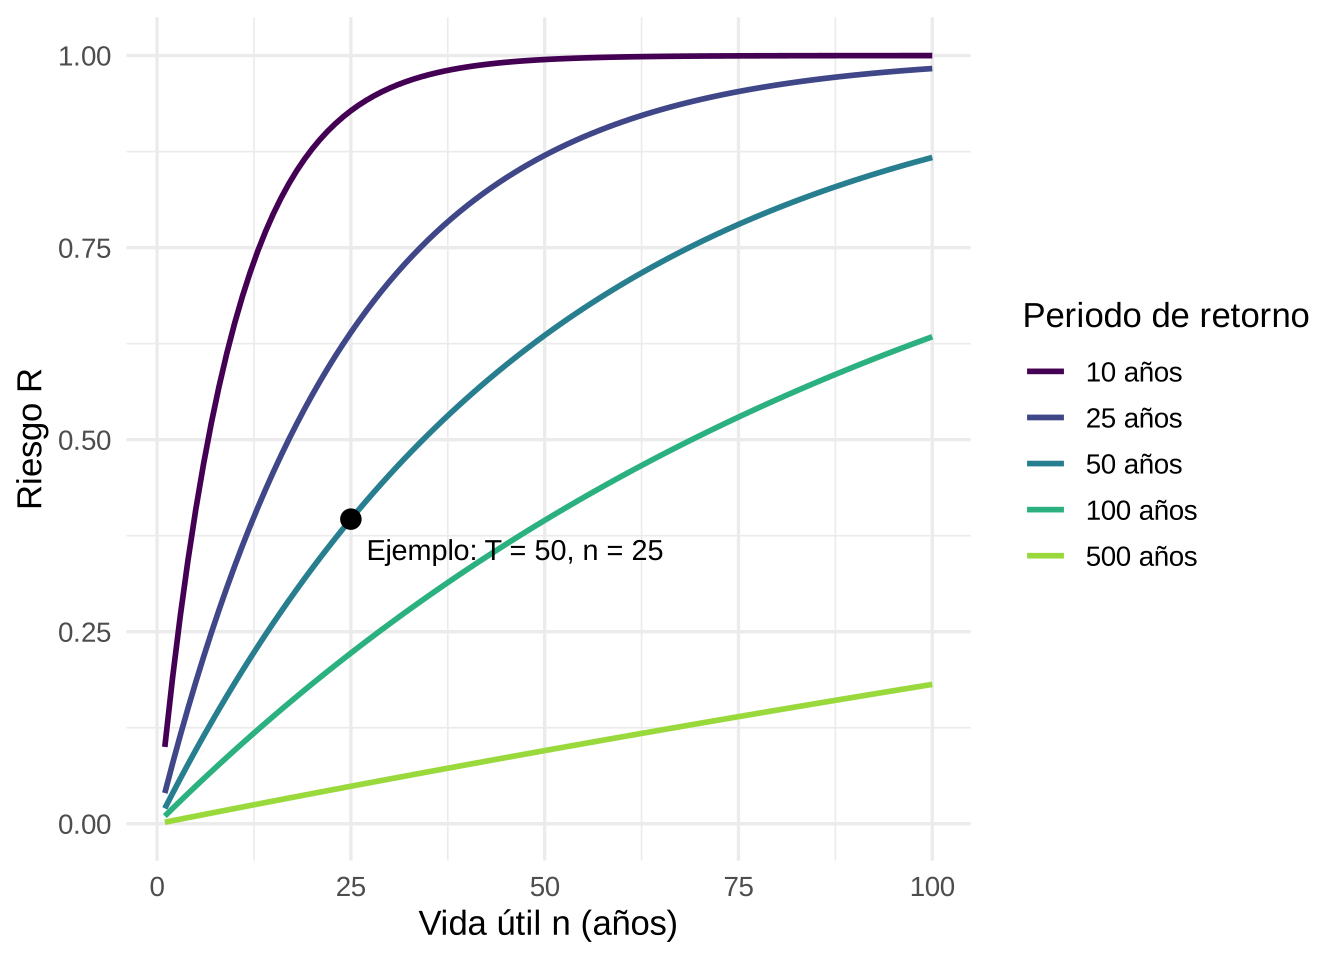 1.00
0.75
0.50
0.25
0.00
Riesgo R
Ejemplo: T = 50, n = 25
0 25 50 75 100
Vida útil n (años)
Periodo de retorno
10 años
25 años
50 años
100 años
500 años